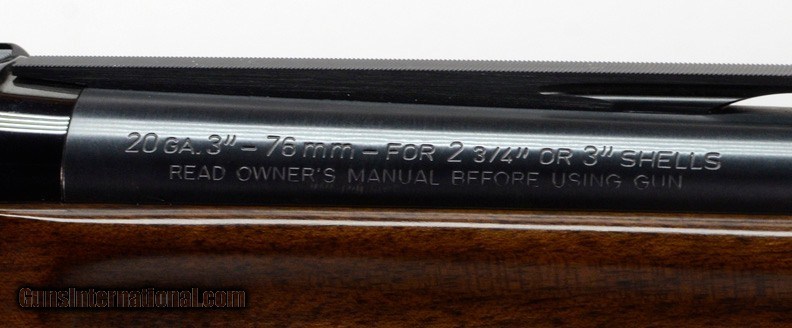 20 GA. 3" – 76 mm – FOR 2 3/4" OR 3" SHELLS
READ OWNER'S MANUAL BEFORE USING GUN
GunsInternational.com